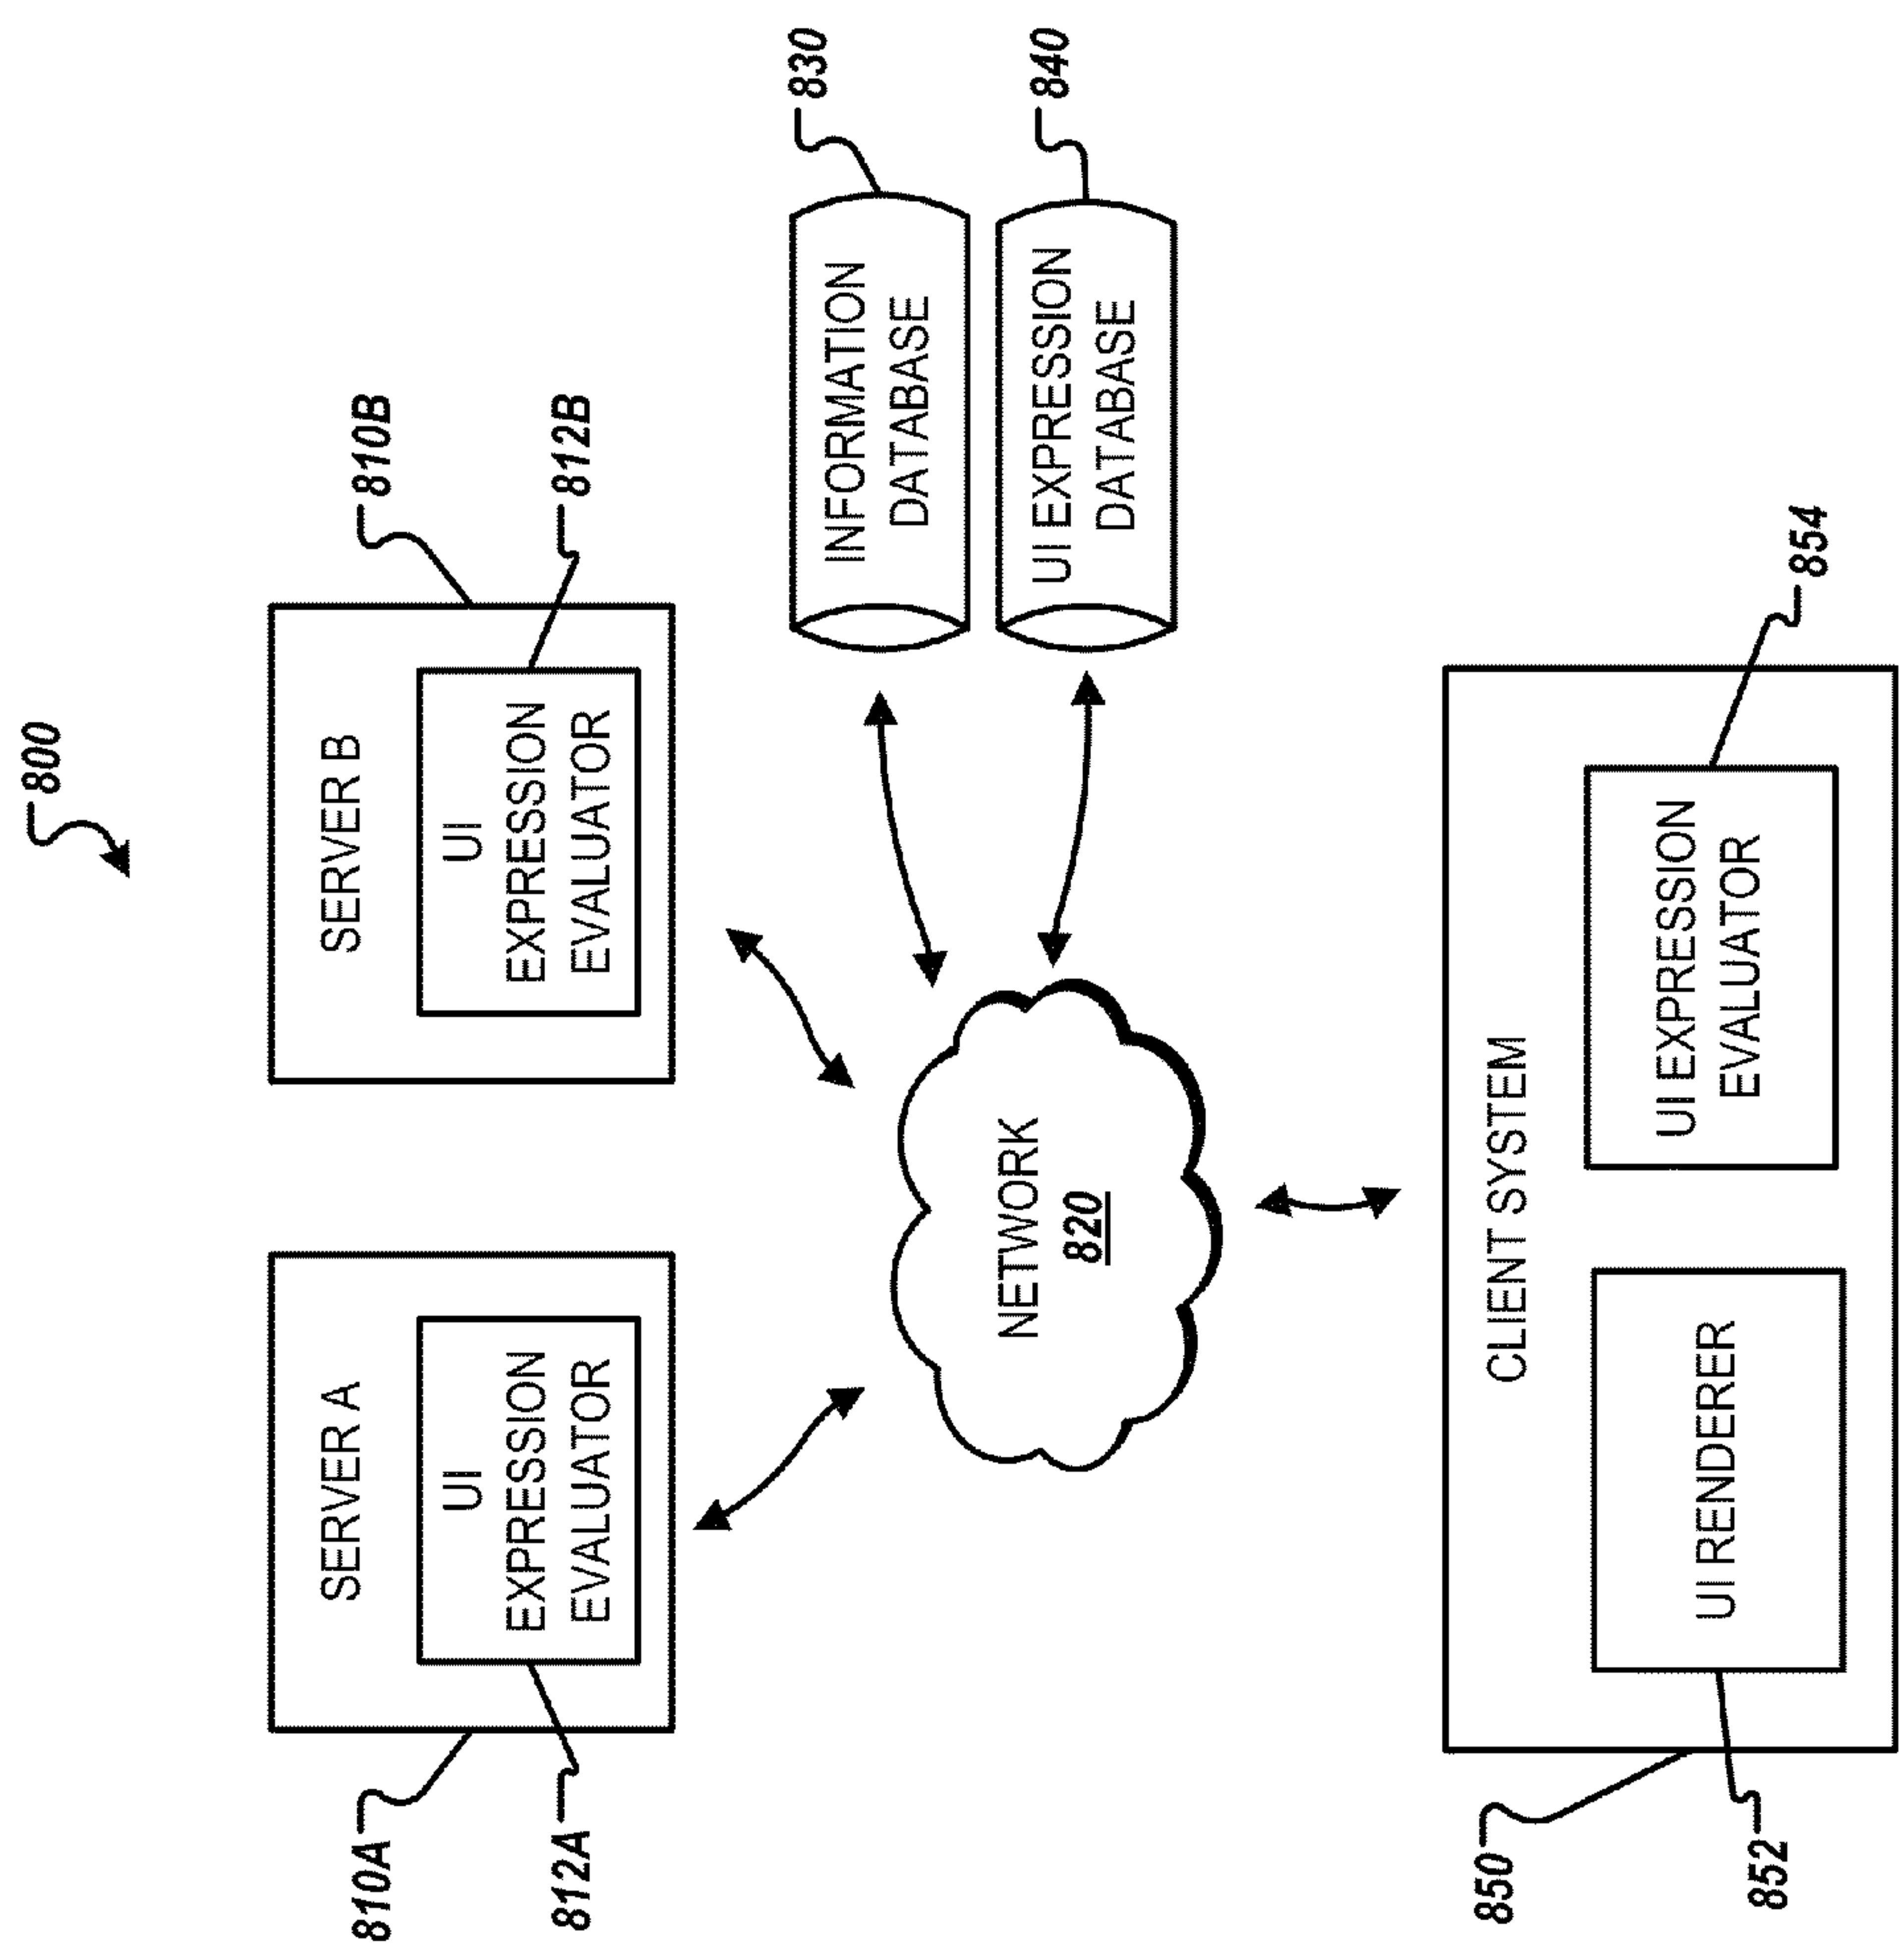 800
810A
SERVER A
812A
UI
EXPRESSION
EVALUATOR
810B
SERVER B
812B
UI
EXPRESSION
EVALUATOR
NETWORK
820
830
INFORMATION
DATABASE
840
UI EXPRESSION
DATABASE
850
CLIENT SYSTEM
852
UI RENDERER
854
UI EXPRESSION
EVALUATOR